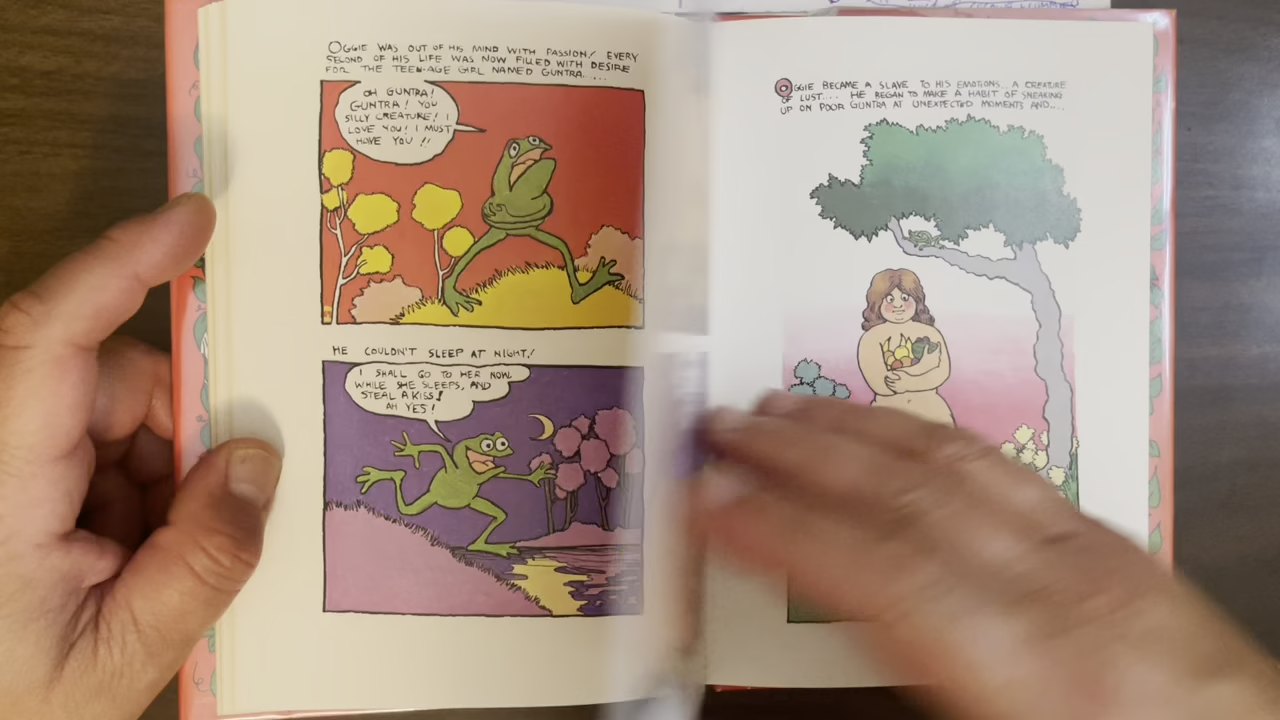 OGGIE WAS OUT OF HIS MIND WITH PASSION! EVERY
SECOND OF HIS LIFE WAS NOW FILLED WITH DESIRE
FOR THE TEEN-AGE GIRL NAMED GUNTRA....
OH GUNTRA!
GUNTRA! YOU
SILLY CREATURE! I
LOVE YOU! I MUST
HAVE YOU!!
HE COULDN'T SLEEP AT NIGHT!
I SHALL GO TO HER NOW
WHILE SHE SLEEPS, AND
STEAL A KISS!
AH YES!
OGGIE BECAME A SLAVE TO HIS EMOTIONS... A CREATURE
OF LUST.... HE BEGAN TO MAKE A HABIT OF SNEAKING
UP ON POOR GUNTRA AT UNEXPECTED MOMENTS AND....